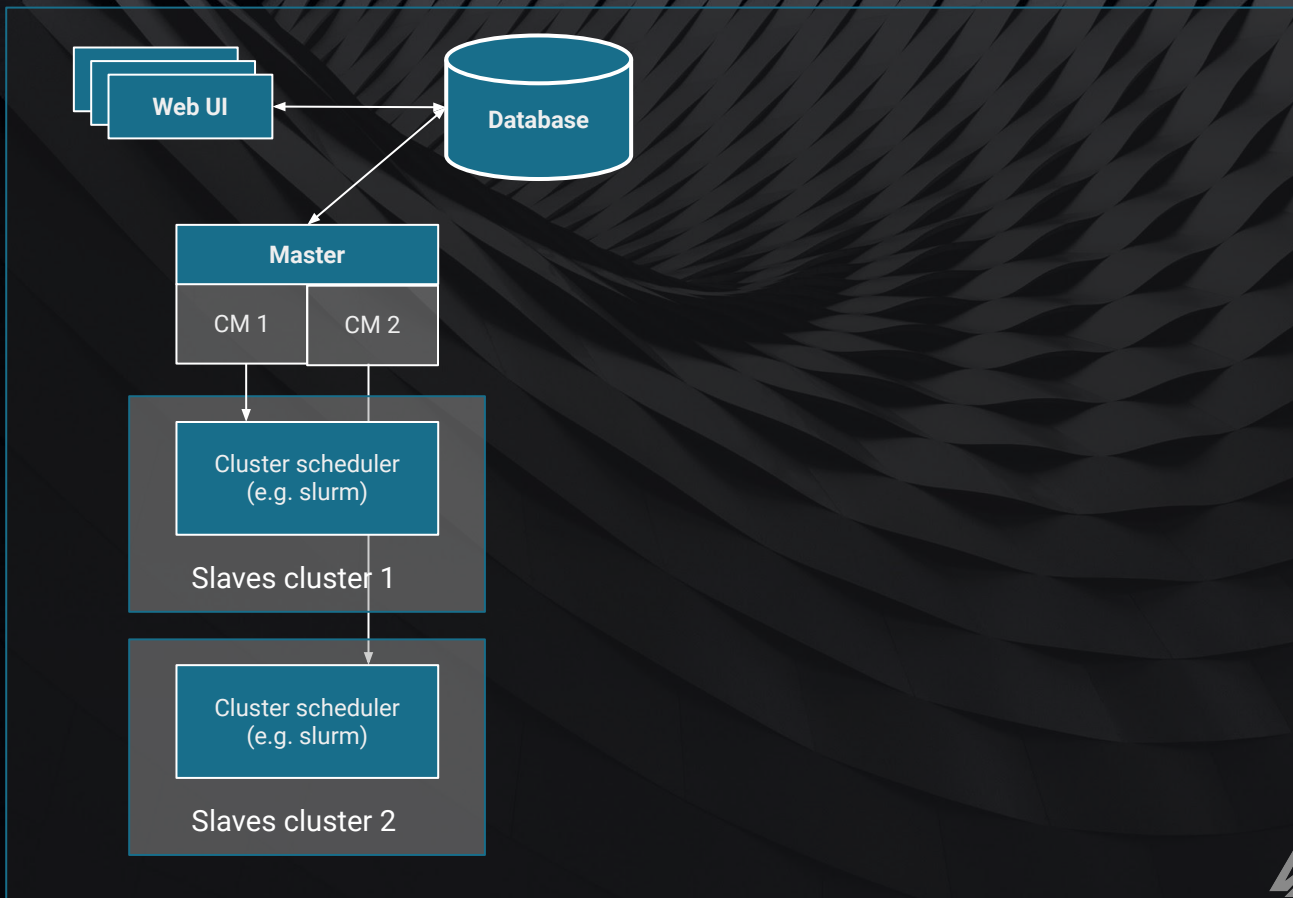 Web UI
Database
Master
CM 1
CM 2
Cluster scheduler
(e.g. slurm)
Slaves cluster 1
Cluster scheduler
(e.g. slurm)
Slaves cluster 2